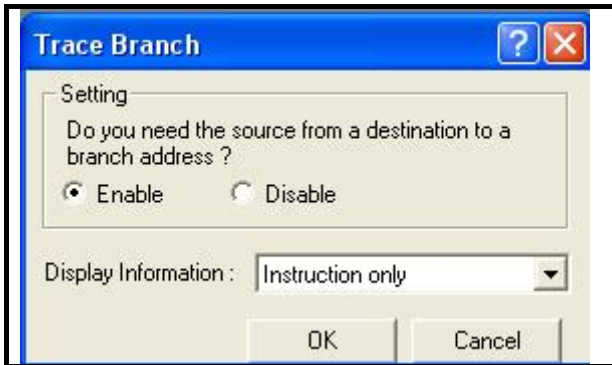 Trace Branch
Setting
Do you need the source from a destination to a
branch address ?
Enable Disable
Display Information : Instruction only
OK Cancel